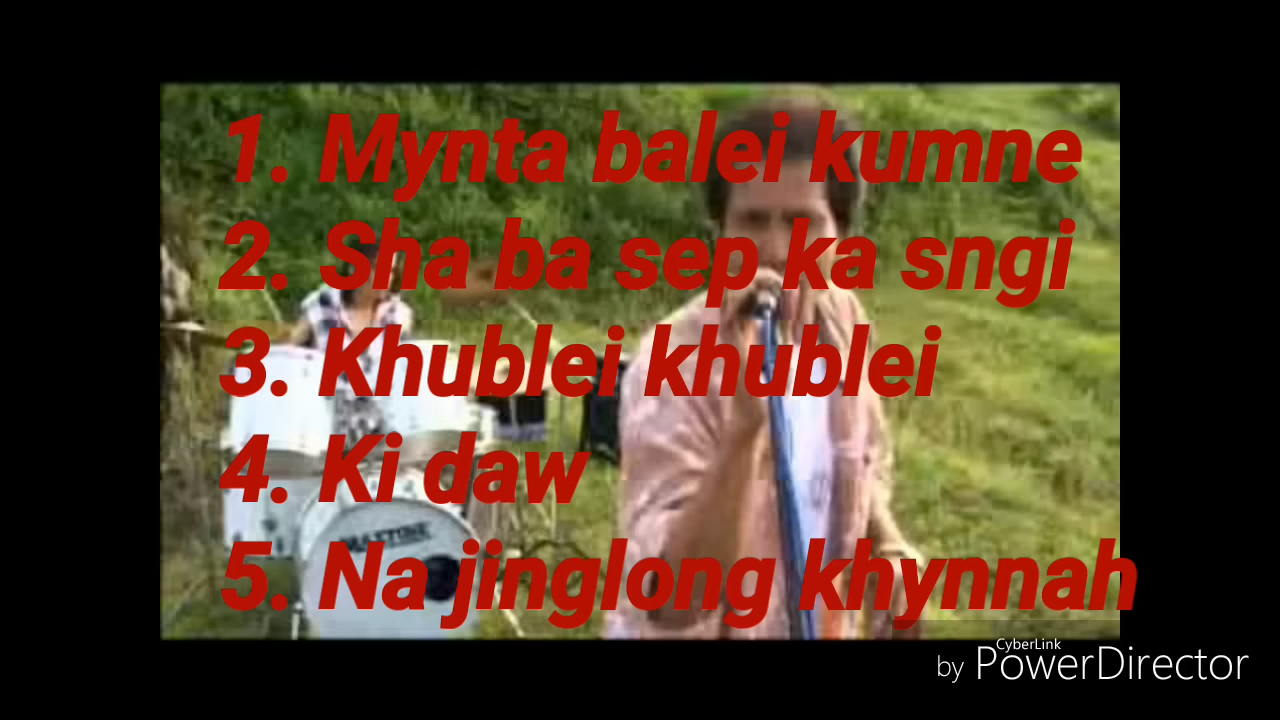 1. Mynta balei kumne
2. Sha ba sep ka sngi
3. Khublei khublei
4. Ki daw
5. Na jinglong khynnah
CyberLink
by PowerDirector